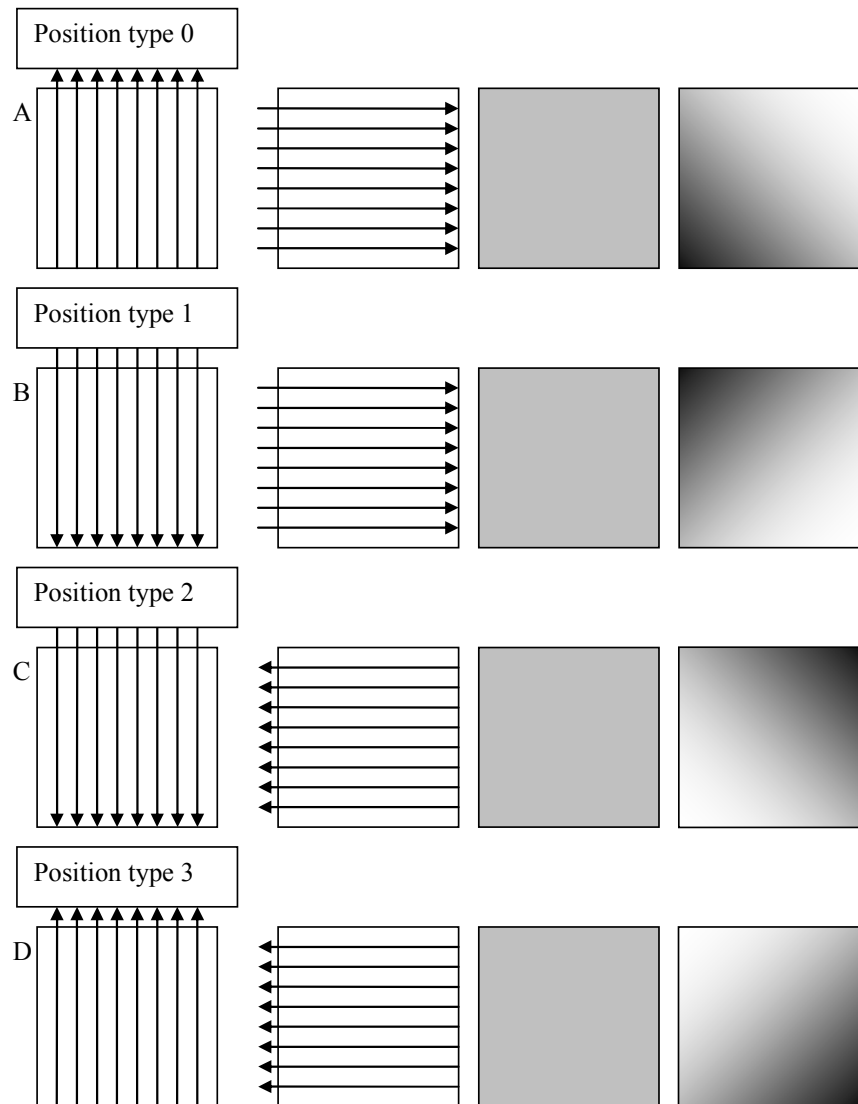 Position type 0
A
Position type 1
B
Position type 2
C
Position type 3
D